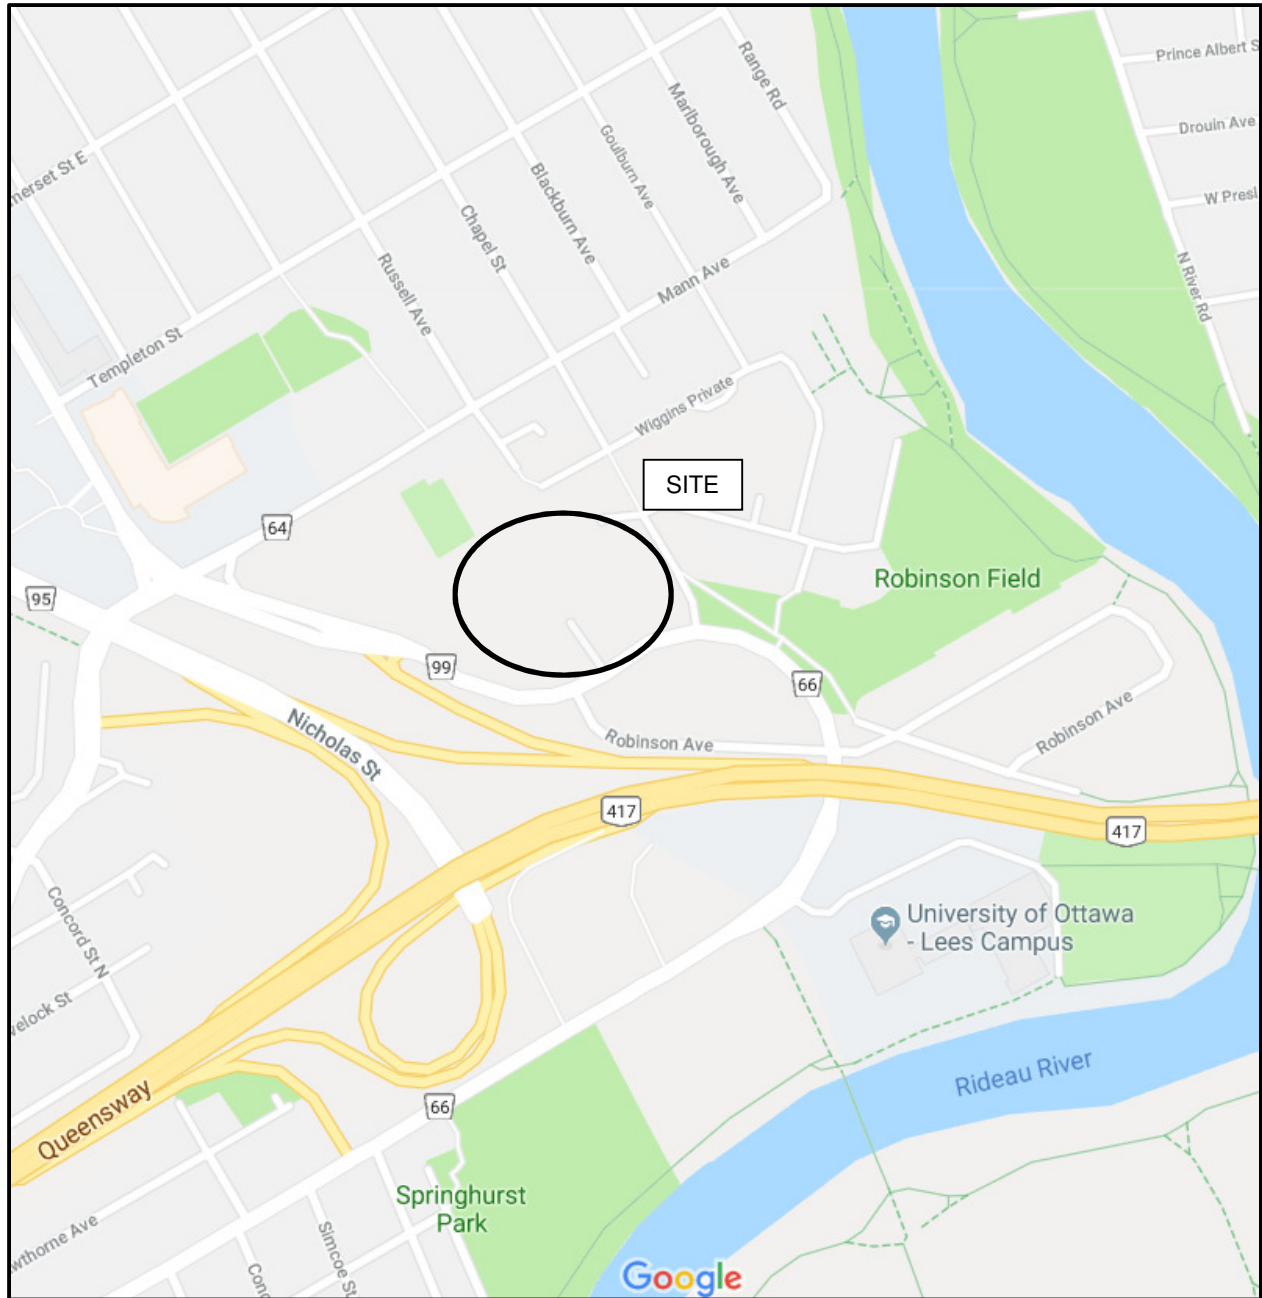 Prince Albert S
Range Rd
Marlborough Ave
Drouin Ave
Goulburn Ave
merset St E
Blackburn Ave
W Presl
Chapel St
Russell Ave
Mann Ave
N River Rd
Templeton St
Wiggins Private
SITE
64
Robinson Field
95
99
66
Nicholas St
Robinson Ave
Robinson Ave
417
417
Concord St N
University of Ottawa
- Lees Campus
velock St
Rideau River
Queensway
66
Springhurst
Park
wthorne Ave
Simcoe St
Conc
Google